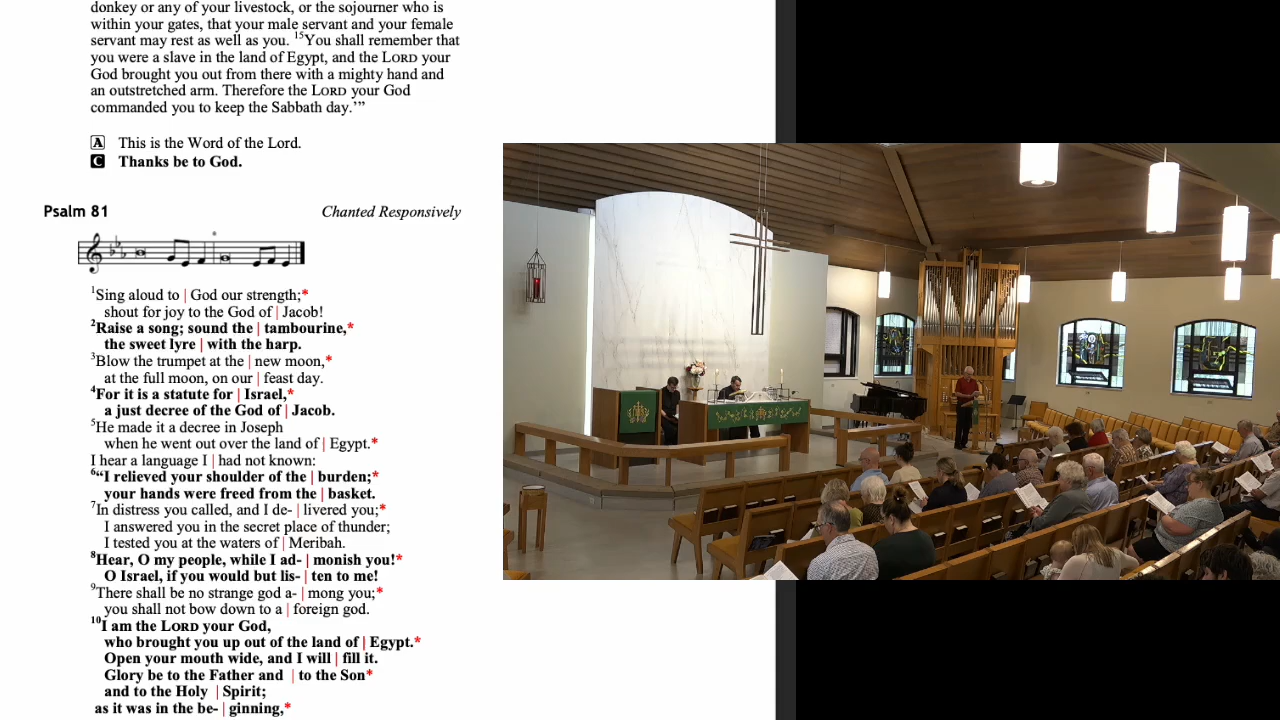 donkey or any of your livestock, or the sojourner who is
within your gates, that your male servant and your female
servant may rest as well as you. 15You shall remember that
you were a slave in the land of Egypt, and the LORD your
God brought you out from there with a mighty hand and
an outstretched arm. Therefore the LORD your God
commanded you to keep the Sabbath day.’”
A This is the Word of the Lord.
C Thanks be to God.
Psalm 81 Chanted Responsively
1Sing aloud to | God our strength;*
shout for joy to the God of | Jacob!
2Raise a song; sound the | tambourine,*
the sweet lyre | with the harp.
3Blow the trumpet at the | new moon,*
at the full moon, on our | feast day.
4For it is a statute for | Israel,*
a just decree of the God of | Jacob.
5He made it a decree in Joseph
when he went out over the land of | Egypt.*
I hear a language I | had not known:
6“I relieved your shoulder of the | burden;*
your hands were freed from the | basket.
7In distress you called, and I de- | livered you;*
I answered you in the secret place of thunder;
I tested you at the waters of | Meribah.
8Hear, O my people, while I ad- | monish you!*
O Israel, if you would but lis- | ten to me!
9There shall be no strange god a- | mong you;*
you shall not bow down to a | foreign god.
10I am the LORD your God,
who brought you up out of the land of | Egypt.*
Open your mouth wide, and I will | fill it.
Glory be to the Father and | to the Son*
and to the Holy | Spirit;
as it was in the be- | ginning,*